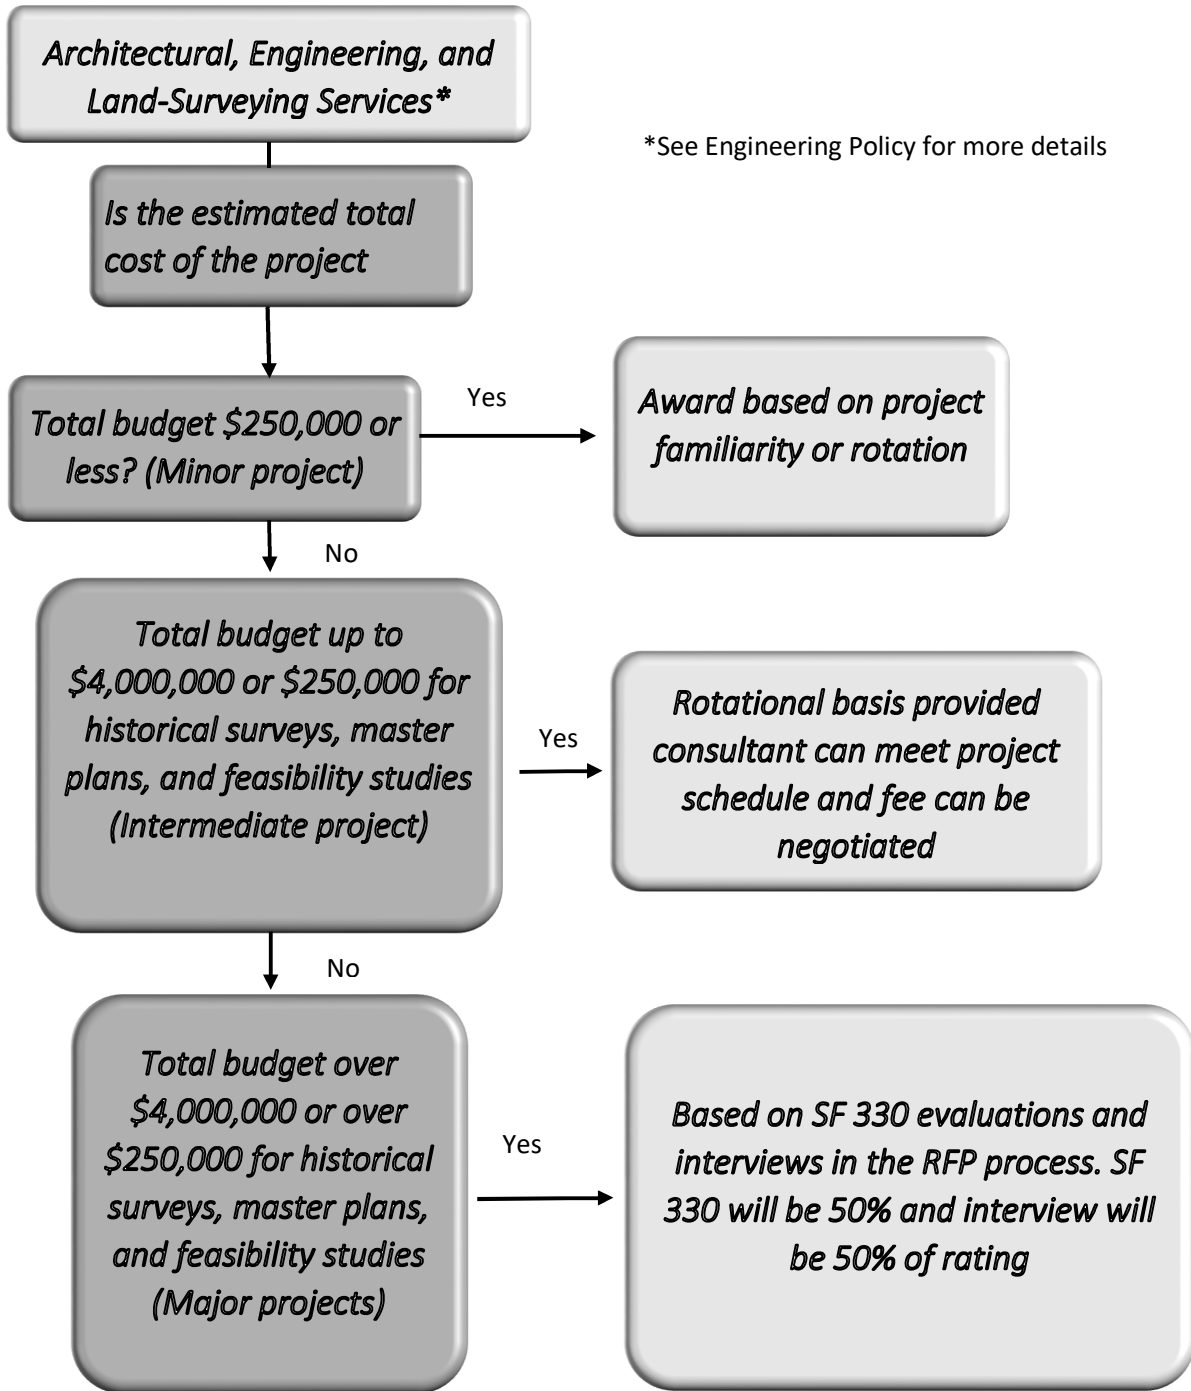 Architectural, Engineering, and
Land-Surveying Services*
*See Engineering Policy for more details
Is the estimated total
cost of the project
Total budget $250,000 or
less? (Minor project)
Yes
Award based on project
familiarity or rotation
No
Total budget up to
$4,000,000 or $250,000 for
historical surveys, master
plans, and feasibility studies
(Intermediate project)
Yes
Rotational basis provided
consultant can meet project
schedule and fee can be
negotiated
No
Total budget over
$4,000,000 or over
$250,000 for historical
surveys, master plans,
and feasibility studies
(Major projects)
Yes
Based on SF 330 evaluations and
interviews in the RFP process. SF
330 will be 50% and interview will
be 50% of rating